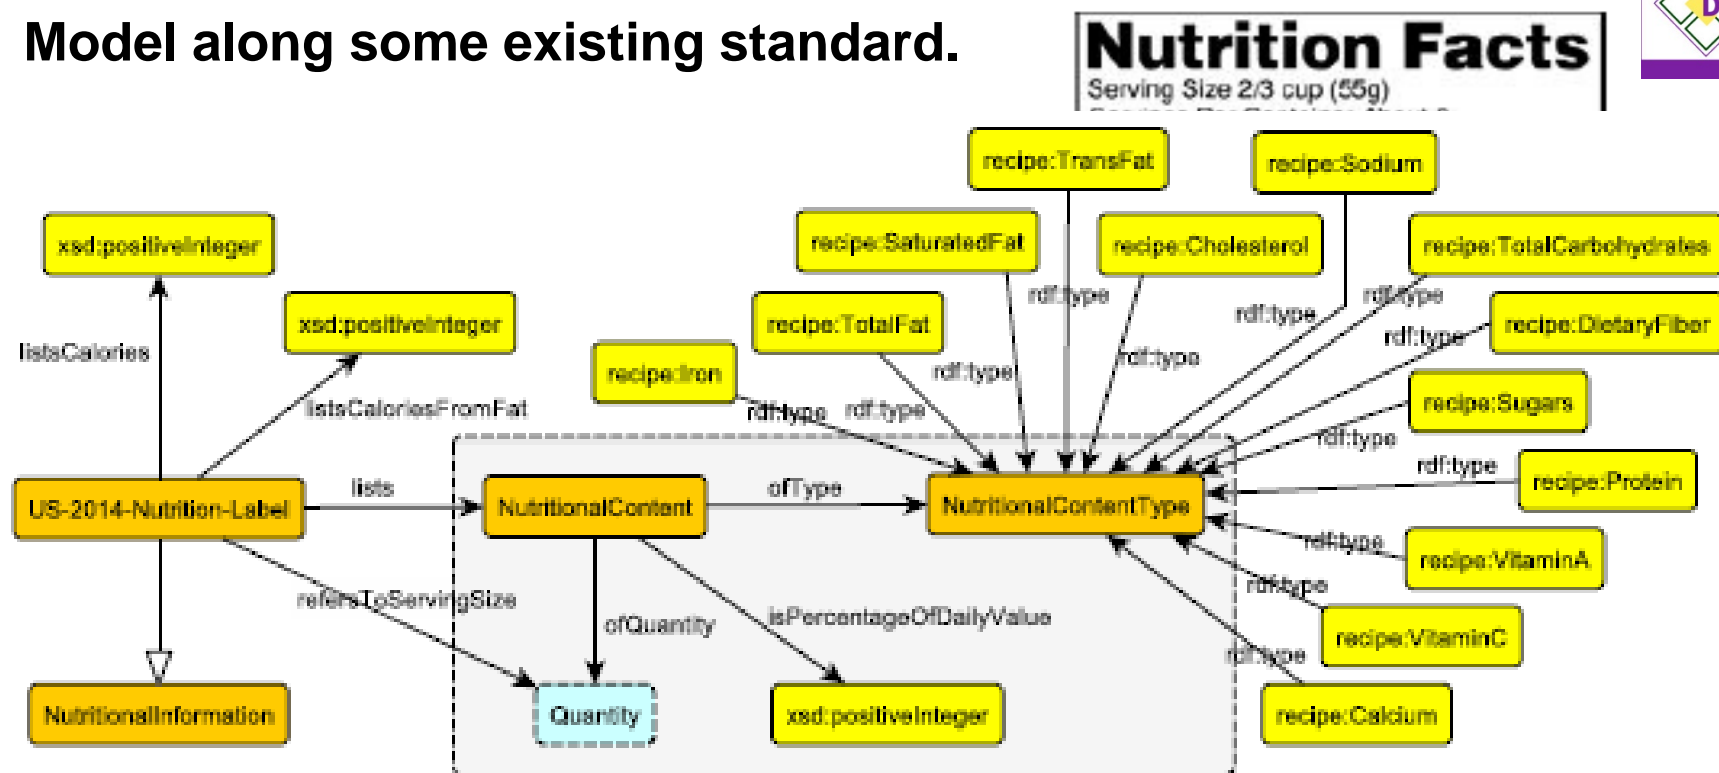 Model along some existing standard.
D
Nutrition Facts
Serving Size 2/3 cup (55g)
recipe:TransFat
recipe:Sodium
xsd:positiveInteger
recipe:SaturatedFat
recipe:Cholesterol
recipe:TotalCarbohydrates
rdf:type
rdf:type
rdf:type
xsd:positiveInteger
recipe:TotalFat
recipe:DietaryFiber
rdf:type
listsCalories
rdf:type
rdf:type
recipe:Iron
recipe:Sugars
listsCaloriesFromFat
rdf:type
rdf:type
rdf:type
rdf:type
lists
ofType
recipe:Protein
US-2014-Nutrition-Label
NutritionalContent
NutritionalContentType
rdf:type
recipe:VitaminA
rdf:type
refersToServingSize
ofQuantity
isPercentageOfDailyValue
recipe:VitaminC
rdf:type
NutritionalInformation
Quantity
xsd:positiveInteger
recipe:Calcium